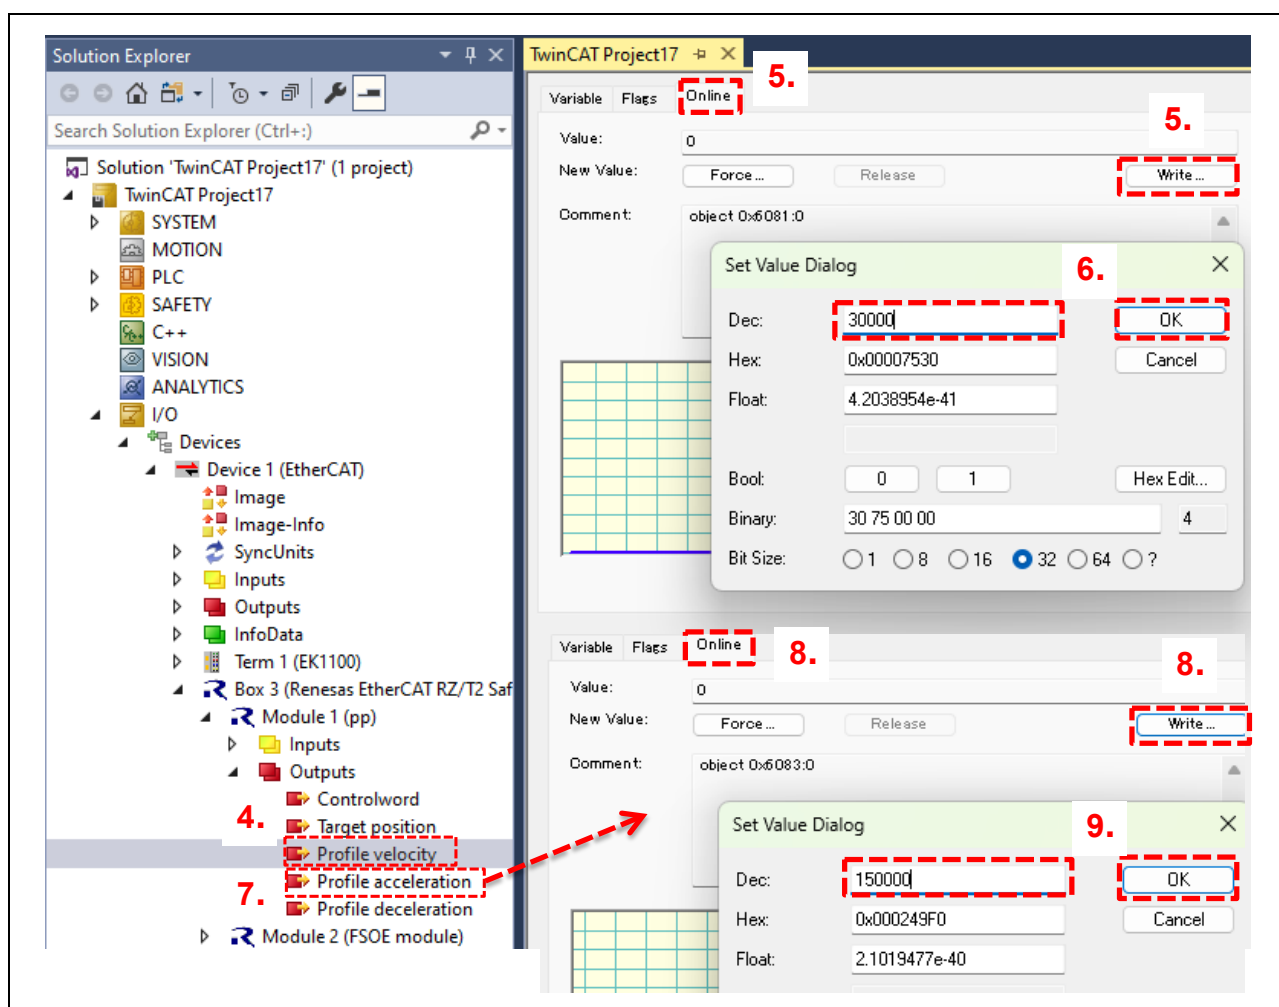 Solution Explorer
Search Solution Explorer (Ctrl+:)
Solution 'TwinCAT Project17' (1 project)
TwinCAT Project17
SYSTEM
MOTION
PLC
SAFETY
C++
VISION
ANALYTICS
I/O
Devices
Device 1 (EtherCAT)
Image
Image-Info
SyncUnits
Inputs
Outputs
InfoData
Term 1 (EK1100)
Box 3 (Renesas EtherCAT RZ/T2 Saf
Module 1 (pp)
Inputs
Outputs
Controlword
4.
Target position
Profile velocity
7.
Profile acceleration
Profile deceleration
Module 2 (FSOE module)
TwinCAT Project17
5.
Variable Flags Online
5.
Value: 0
New Value: Force... Release Write...
Comment: object 0x6081:0
Set Value Dialog
6.
Dec: 30000 OK
Hex: 0x00007530 Cancel
Float: 4.2038954e-41
Bool: 0 1 Hex Edit...
Binary: 30 75 00 00 4
Bit Size: 1 8 16 32 64 ?
Variable Flags Online
8.
8.
Value: 0
New Value: Force... Release Write...
Comment: object 0x6083:0
Set Value Dialog
9.
Dec: 150000 OK
Hex: 0x000249F0 Cancel
Float: 2.1019477e-40